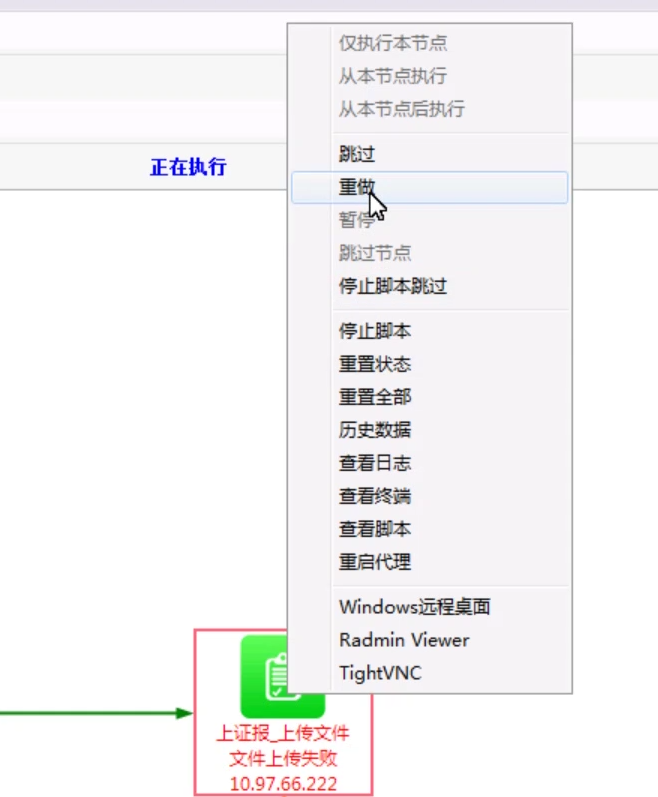 仅执行本节点
从本节点执行
从本节点后执行
跳过
正在执行
重做
暂停
跳过节点
停止脚本跳过
停止脚本
重置状态
重置全部
历史数据
查看日志
查看终端
查看脚本
重启代理
Windows远程桌面
Radmin Viewer
TightVNC
上证报_上传文件
文件上传失败
10.97.66.222